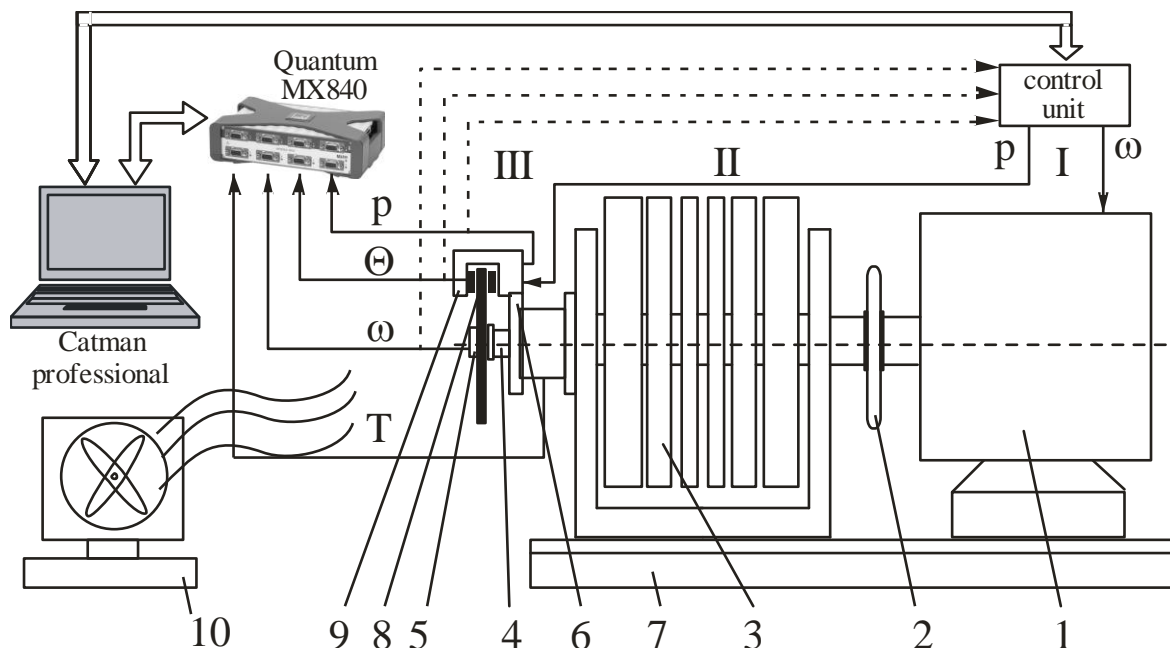 Quantum
MX840
control
unit
III
II
p
I
ω
p
Θ
ω
Catman
professional
T
10
9
8
5
4
6
7
3
2
1